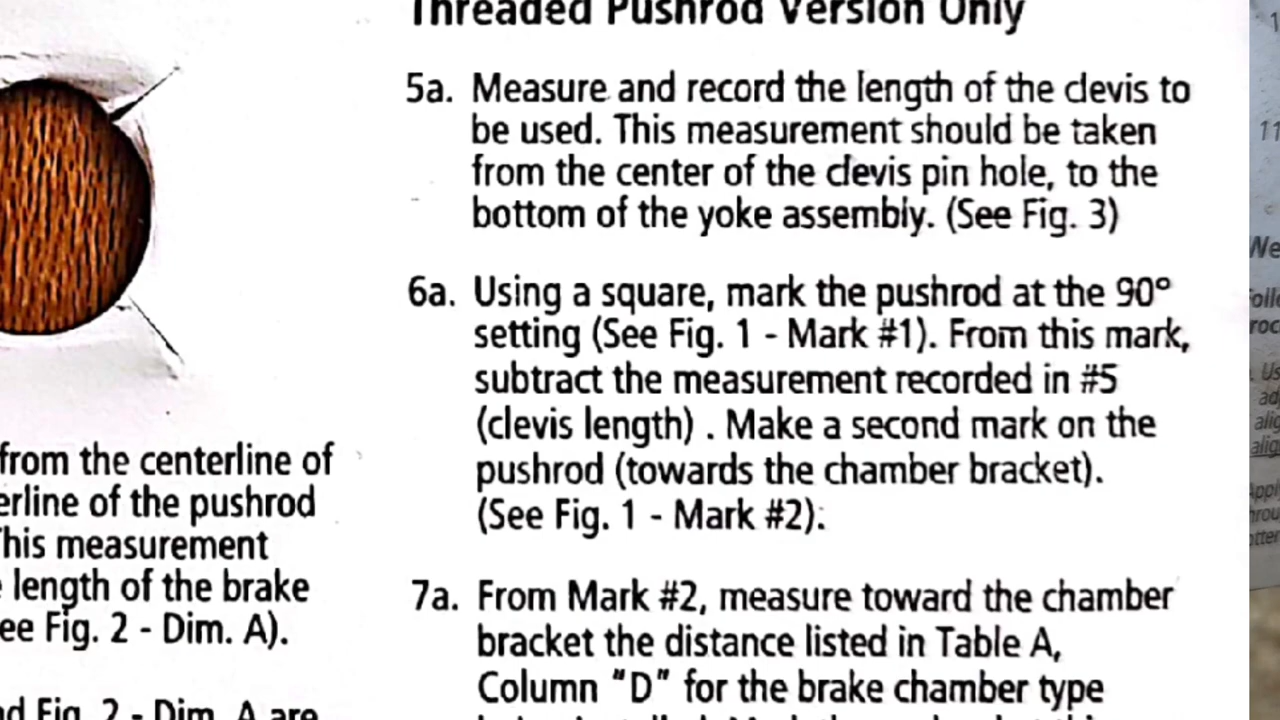 Threaded Pushrod Version Only
5a. Measure and record the length of the clevis to
be used. This measurement should be taken
from the center of the clevis pin hole, to the
bottom of the yoke assembly. (See Fig. 3)
6a. Using a square, mark the pushrod at the 90°
setting (See Fig. 1 - Mark #1). From this mark,
subtract the measurement recorded in #5
(clevis length) . Make a second mark on the
pushrod (towards the chamber bracket).
(See Fig. 1 - Mark #2).
7a. From Mark #2, measure toward the chamber
bracket the distance listed in Table A,
Column "D" for the brake chamber type
from the centerline of
erline of the pushrod
This measurement
length of the brake
ee Fig. 2 - Dim. A).
Fig. 2 - Dim. A are